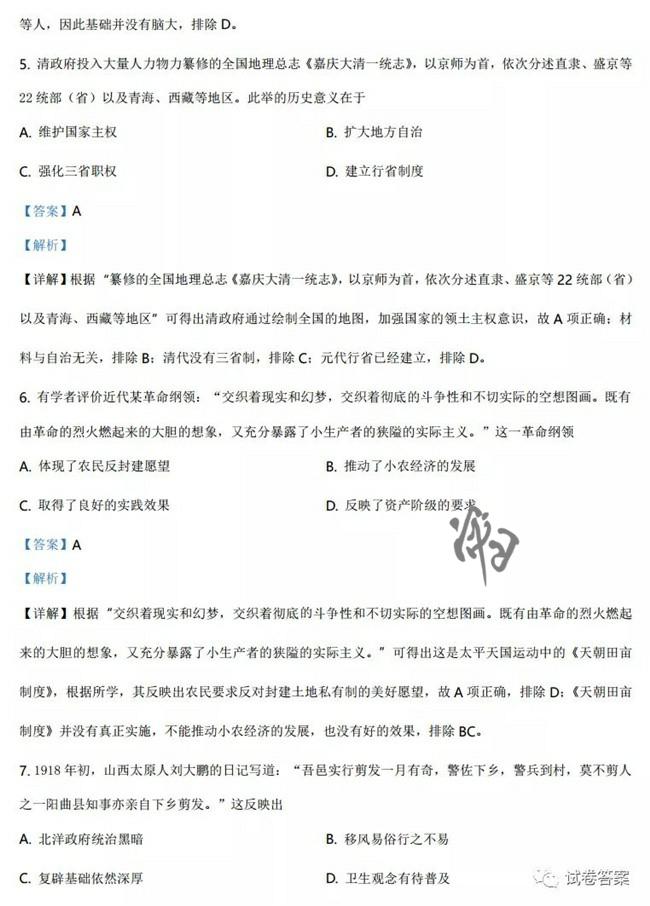 等人，因此基础并没有脑大，排除 D。
5. 清政府投入大量人力物力纂修的全国地理总志《嘉庆大清一统志》，以京师为首，依次分述直隶、盛京等
22 统部（省）以及青海、西藏等地区。此举的历史意义在于
A. 维护国家主权 B. 扩大地方自治
C. 强化三省职权 D. 建立行省制度
【答案】A
【解析】
【详解】根据“纂修的全国地理总志《嘉庆大清一统志》，以京师为首，依次分述直隶、盛京等 22 统部（省）
以及青海、西藏等地区”可得出清政府通过绘制全国的地图，加强国家的领土主权意识，故 A 项正确；材
料与自治无关，排除 B；清代没有三省制，排除 C；元代行省已经建立，排除 D。
6. 有学者评价近代某革命纲领：“交织着现实和幻梦，交织着彻底的斗争性和不切实际的空想图画。既有
由革命的烈火燃起来的大胆的想象，又充分暴露了小生产者的狭隘的实际主义。”这一革命纲领
A. 体现了农民反封建愿望 B. 推动了小农经济的发展
C. 取得了良好的实践效果 D. 反映了资产阶级的要求
【答案】A
【解析】
【详解】根据“交织着现实和幻梦，交织着彻底的斗争性和不切实际的空想图画。既有由革命的烈火燃起
来的大胆的想象，又充分暴露了小生产者的狭隘的实际主义。”可得出这是太平天国运动中的《天朝田亩
制度》，根据所学，其反映出农民要求反对封建土地私有制的美好愿望，故 A 项正确，排除 D；《天朝田亩
制度》并没有真正实施，不能推动小农经济的发展，也没有好的效果，排除 BC。
7. 1918 年初，山西太原人刘大鹏的日记写道：“吾邑实行剪发一月有奇，警佐下乡，警兵到村，莫不剪人
之一阳曲县知事亦亲自下乡剪发。”这反映出
A. 北洋政府统治黑暗 B. 移风易俗行之不易
C. 复辟基础依然深厚 D. 卫生观念有待普及
试卷答案